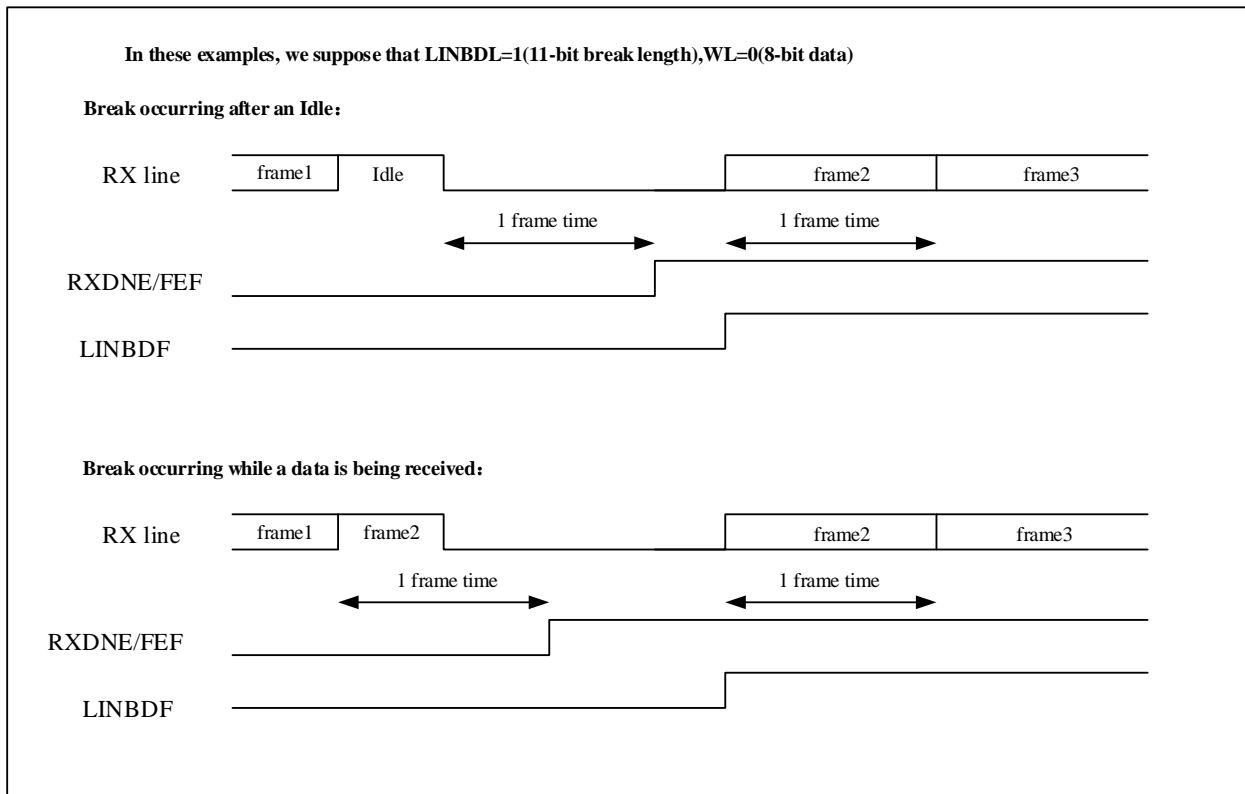 In these examples, we suppose that LINBDL=1(11-bit break length),WL=0(8-bit data)
Break occurring after an Idle：
RX line frame1 Idle frame2 frame3
1 frame time 1 frame time
RXDNE/FEF
LINBDF
Break occurring while a data is being received：
RX line frame1 frame2 frame2 frame3
1 frame time 1 frame time
RXDNE/FEF
LINBDF